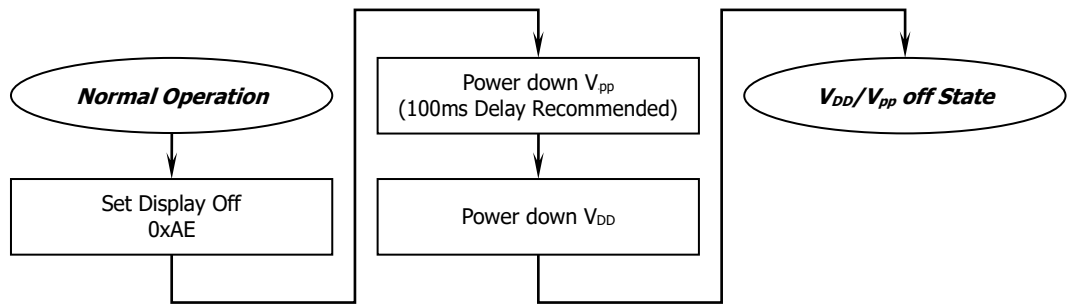 Normal Operation
Set Display Off
0xAE
Power down Vpp
(100ms Delay Recommended)
Power down VDD
VDD/Vpp off State